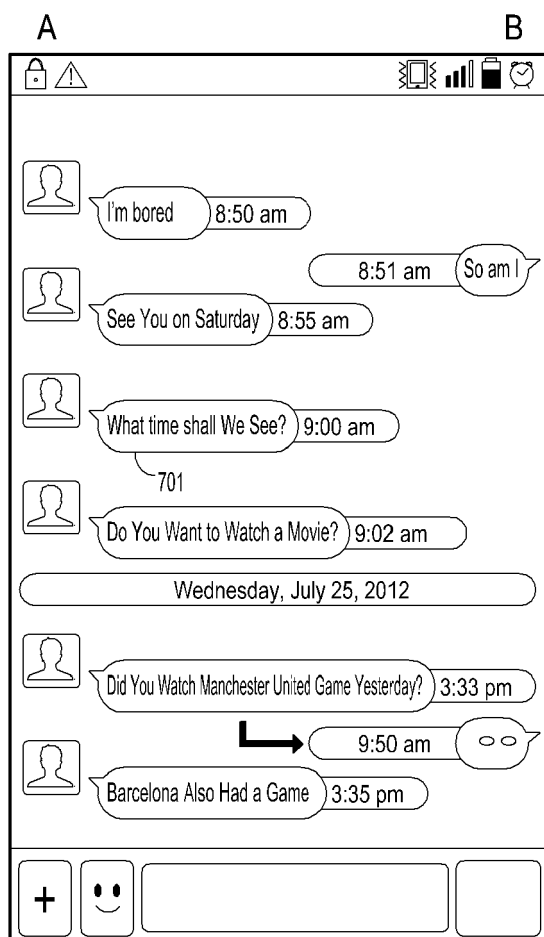 A B
I'm bored 8:50 am
8:51 am So am I
See You on Saturday 8:55 am
What time shall We See? 9:00 am
701
Do You Want to Watch a Movie? 9:02 am
Wednesday, July 25, 2012
Did You Watch Manchester United Game Yesterday? 3:33 pm
9:50 am
Barcelona Also Had a Game 3:35 pm
+